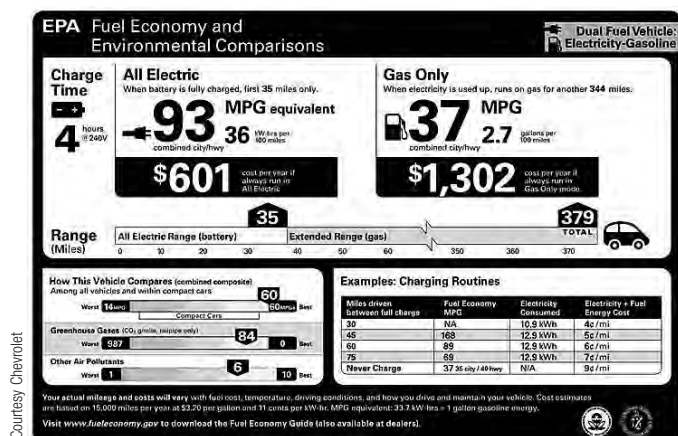 EPA Fuel Economy and
Environmental Comparisons
Dual Fuel Vehicle:
Electricity-Gasoline
Charge
Time
4 hours
@ 240V
All Electric
When battery is fully charged, first 35 miles only.
93 MPG equivalent
36 kW-hrs per
100 miles
combined city/hwy
$601 cost per year if
always run in
All Electric
Gas Only
When electricity is used up, runs on gas for another 344 miles.
37 MPG
2.7 gallons per
100 miles
combined city/hwy
$1,302 cost per year if
always run in
Gas Only mode
35
379
TOTAL
Range
(Miles)
All Electric Range (battery)
Extended Range (gas)
0 10 20 30 40 50 60 350 360 370
How This Vehicle Compares (combined composite)
Among all vehicles and within compact cars
60
Worst 14MPG 60MPGe Best
Compact Cars
Greenhouse Gases (CO2 g/mile, tailpipe only)
84
Worst 987 0 Best
Other Air Pollutants
6
Worst 1 10 Best
Examples: Charging Routines
Miles driven
between full charge
Fuel Economy
MPG
Electricity
Consumed
Electricity + Fuel
Energy Cost
30 NA 10.9 kWh 4¢/mi
45 168 12.9 kWh 5¢/mi
60 89 12.9 kWh 6¢/mi
75 69 12.9 kWh 7¢/mi
Never Charge 37 35 city / 40 hwy N/A 9¢/mi
Your actual mileage and costs will vary with fuel cost, temperature, driving conditions, and how you drive and maintain your vehicle. Cost estimates
are based on 15,000 miles per year at $3.20 per gallon and 11 cents per kW-hr. MPG equivalent: 33.7 kW-hrs = 1 gallon gasoline energy.
Visit www.fueleconomy.gov to download the Fuel Economy Guide (also available at dealers).
Courtesy Chevrolet